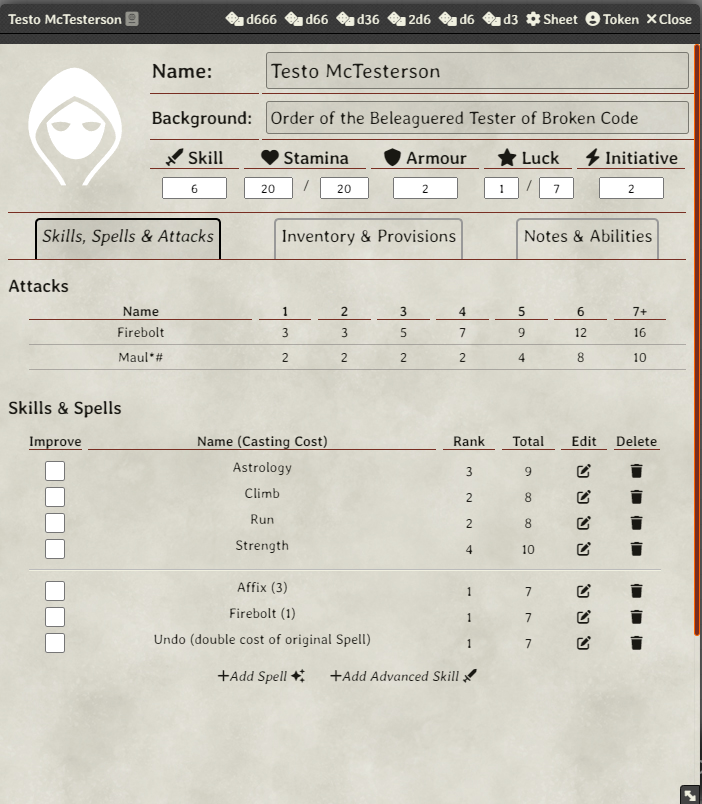 Testo McTesterson d666 d66 d36 2d6 d6 d3 Sheet Token Close
Name: Testo McTesterson
Background: Order of the Beleaguered Tester of Broken Code
Skill Stamina Armour Luck Initiative
6 20 / 20 2 1 / 7 2
Skills, Spells & Attacks Inventory & Provisions Notes & Abilities
Attacks
Name 1 2 3 4 5 6 7+
Firebolt 3 3 5 7 9 12 16
Maul*# 2 2 2 2 4 8 10
Skills & Spells
Improve Name (Casting Cost) Rank Total Edit Delete
Astrology 3 9
Climb 2 8
Run 2 8
Strength 4 10
Affix (3) 1 7
Firebolt (1) 1 7
Undo (double cost of original Spell) 1 7
+Add Spell +Add Advanced Skill